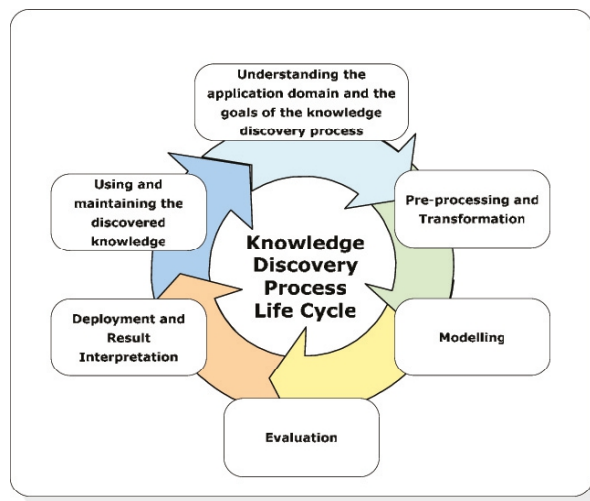 Understanding the
application domain and the
goals of the knowledge
discovery process
Pre-processing and
Transformation
Modelling
Evaluation
Deployment and
Result
Interpretation
Using and
maintaining the
discovered
knowledge
Knowledge
Discovery
Process
Life Cycle